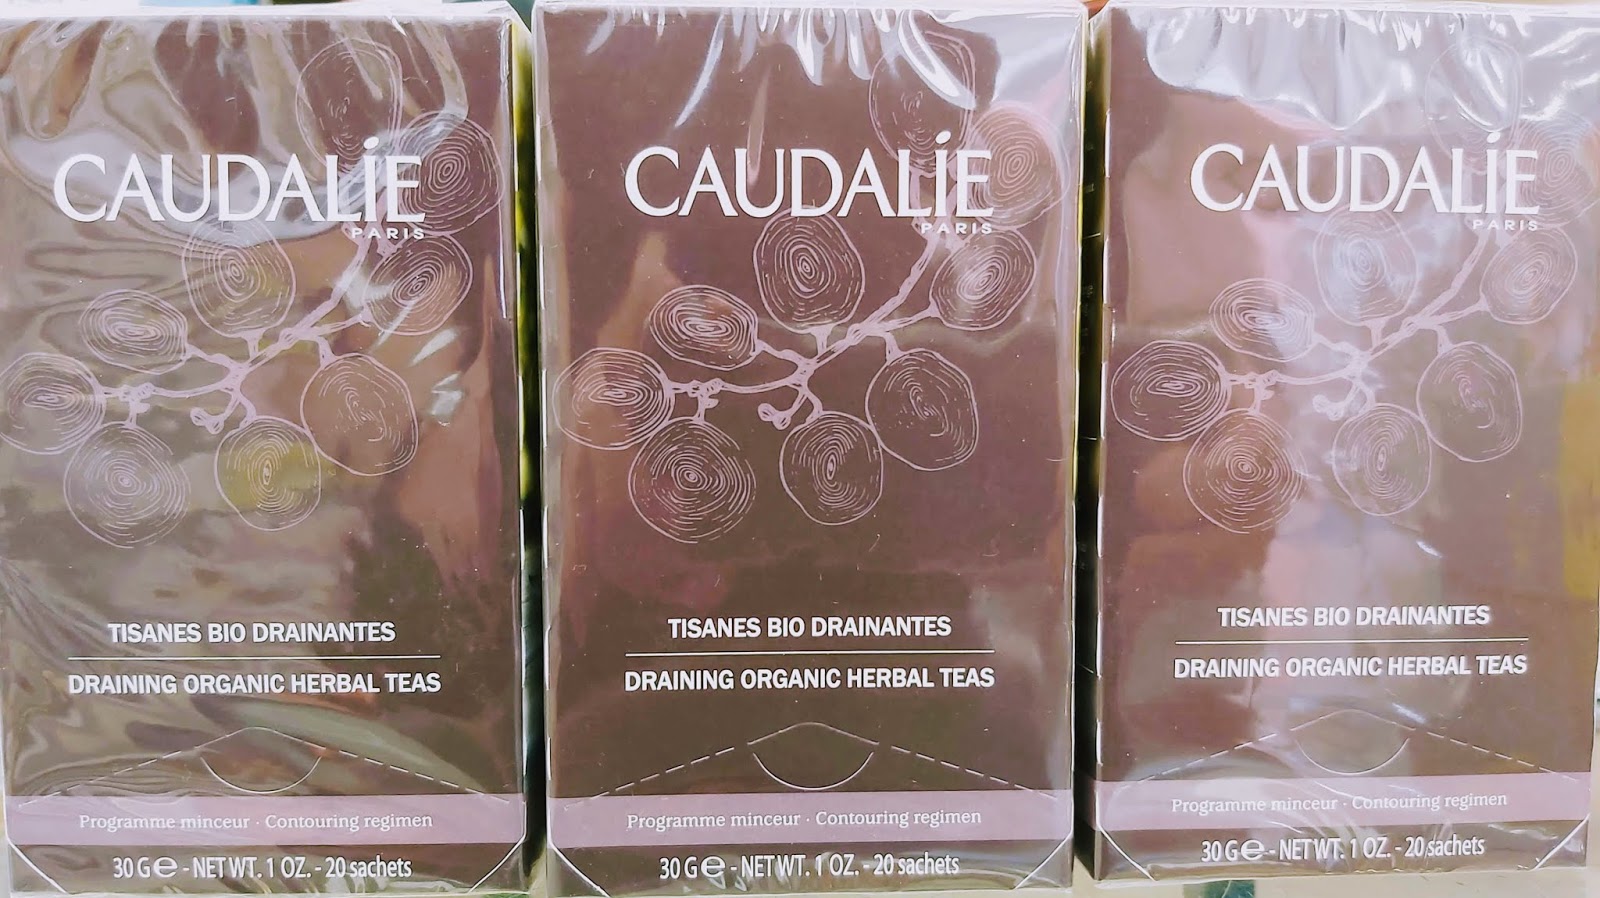 CAUDALİE
PARIS
TISANES BIO DRAINANTES
DRAINING ORGANIC HERBAL TEAS
Programme minceur · Contouring regimen
30 G ℮ - NET WT. 1 OZ. - 20 sachets
CAUDALİE
PARIS
TISANES BIO DRAINANTES
DRAINING ORGANIC HERBAL TEAS
Programme minceur · Contouring regimen
30 G ℮ - NET WT. 1 OZ. - 20 sachets
CAUDALİE
PARIS
TISANES BIO DRAINANTES
DRAINING ORGANIC HERBAL TEAS
Programme minceur · Contouring regimen
30 G ℮ - NET WT. 1 OZ. - 20 sachets